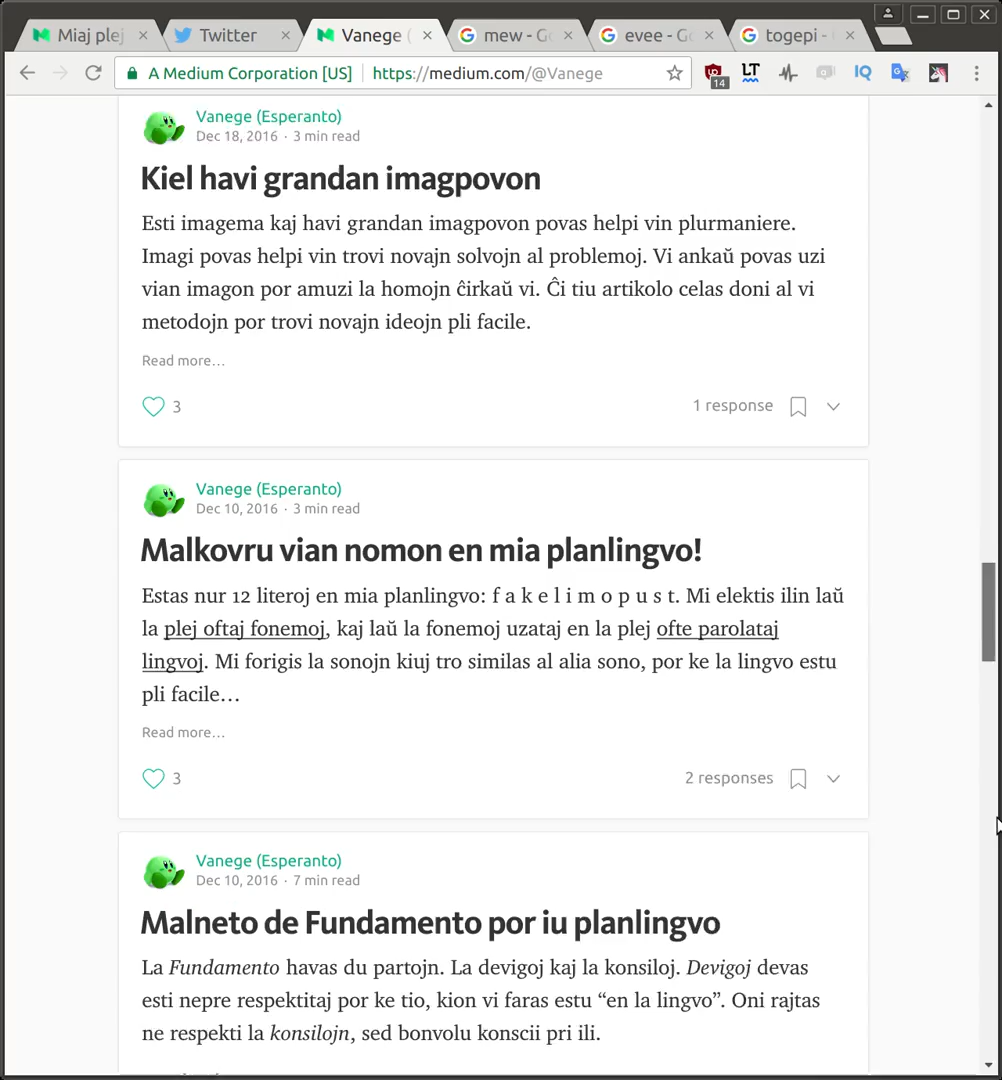 Miaj plej
Twitter
Vanege (
mew - Go
evee - Go
togepi -
A Medium Corporation [US]
https://medium.com/@Vanege
14
LT
IQ
Vanege (Esperanto)
Dec 18, 2016 · 3 min read
Kiel havi grandan imagpovon
Esti imagema kaj havi grandan imagpovon povas helpi vin plurmaniere.
Imagi povas helpi vin trovi novajn solvojn al problemoj. Vi ankaŭ povas uzi
vian imagon por amuzi la homojn ĉirkaŭ vi. Ĉi tiu artikolo celas doni al vi
metodojn por trovi novajn ideojn pli facile.
Read more…
3
1 response
Vanege (Esperanto)
Dec 10, 2016 · 3 min read
Malkovru vian nomon en mia planlingvo!
Estas nur 12 literoj en mia planlingvo: f a k e l i m o p u s t. Mi elektis ilin laŭ
la plej oftaj fonemoj, kaj laŭ la fonemoj uzataj en la plej ofte parolataj
lingvoj. Mi forigis la sonojn kiuj tro similas al alia sono, por ke la lingvo estu
pli facile…
Read more…
3
2 responses
Vanege (Esperanto)
Dec 10, 2016 · 7 min read
Malneto de Fundamento por iu planlingvo
La Fundamento havas du partojn. La devigoj kaj la konsiloj. Devigoj devas
esti nepre respektitaj por ke tio, kion vi faras estu “en la lingvo”. Oni rajtas
ne respekti la konsilojn, sed bonvolu konscii pri ili.